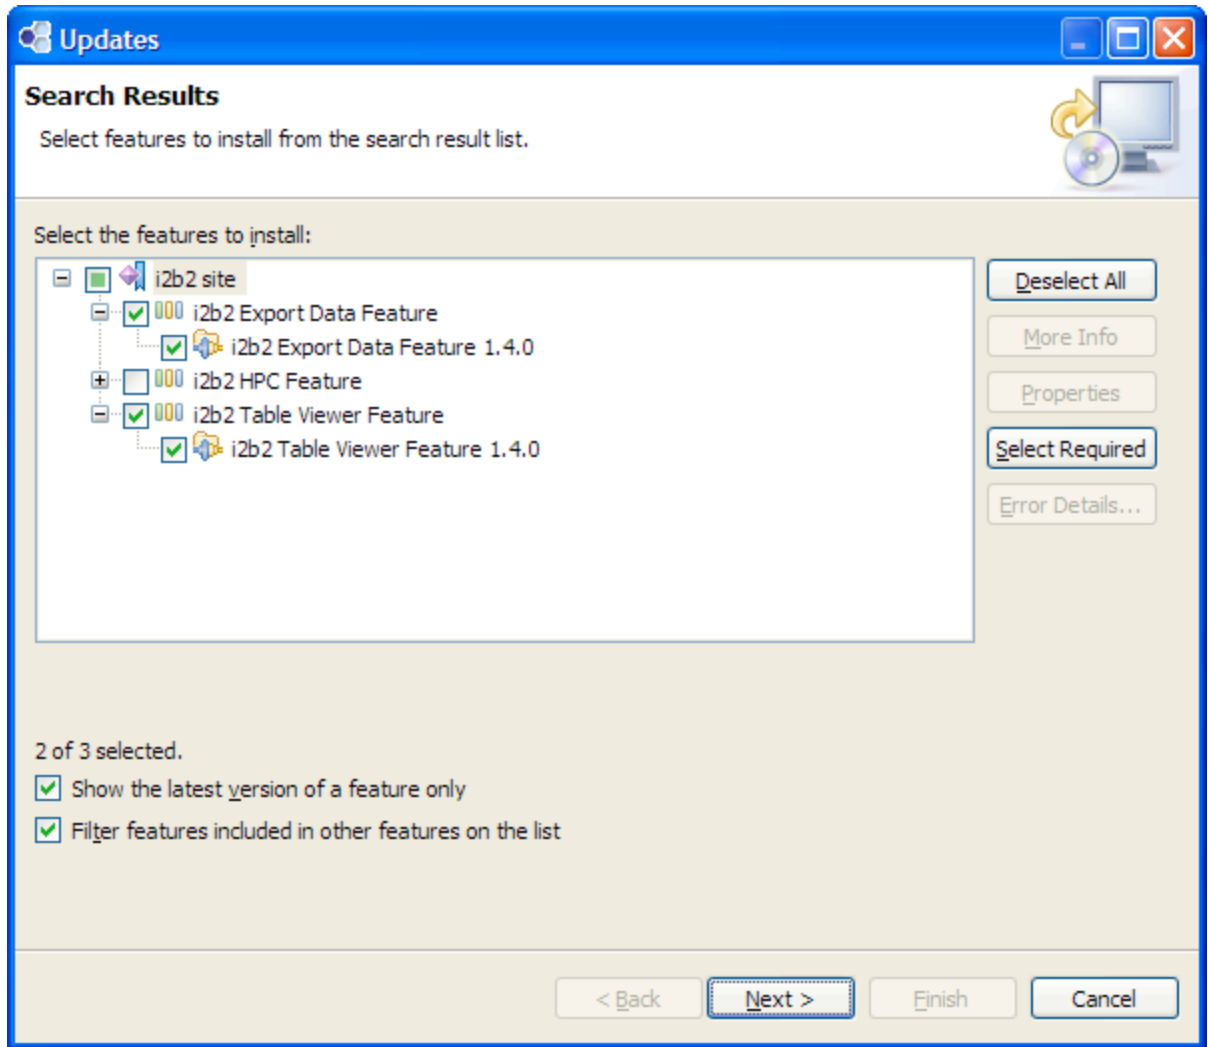 Updates
Search Results
Select features to install from the search result list.
Select the features to install:
i2b2 site
i2b2 Export Data Feature
i2b2 Export Data Feature 1.4.0
i2b2 HPC Feature
i2b2 Table Viewer Feature
i2b2 Table Viewer Feature 1.4.0
Deselect All
More Info
Properties
Select Required
Error Details...
2 of 3 selected.
Show the latest version of a feature only
Filter features included in other features on the list
< Back Next > Finish Cancel